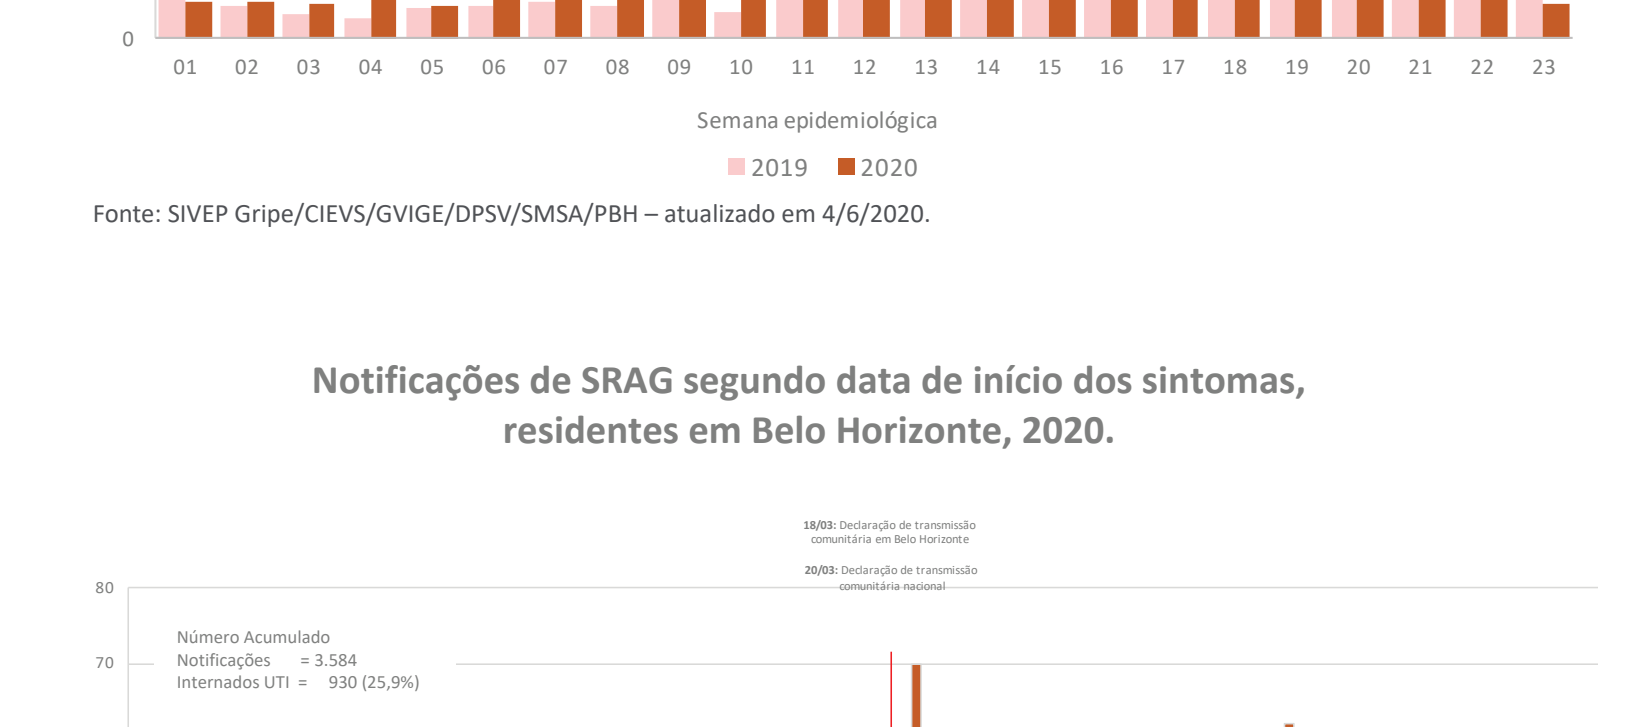 0
01 02 03 04 05 06 07 08 09 10 11 12 13 14 15 16 17 18 19 20 21 22 23
Semana epidemiológica
2019 2020
Fonte: SIVEP Gripe/CIEVS/GVIGE/DPSV/SMSA/PBH – atualizado em 4/6/2020.
Notificações de SRAG segundo data de início dos sintomas,
residentes em Belo Horizonte, 2020.
18/03: Declaração de transmissão
comunitária em Belo Horizonte
20/03: Declaração de transmissão
comunitária nacional
80
Número Acumulado
Notificações = 3.584
70
Internados UTI = 930 (25,9%)